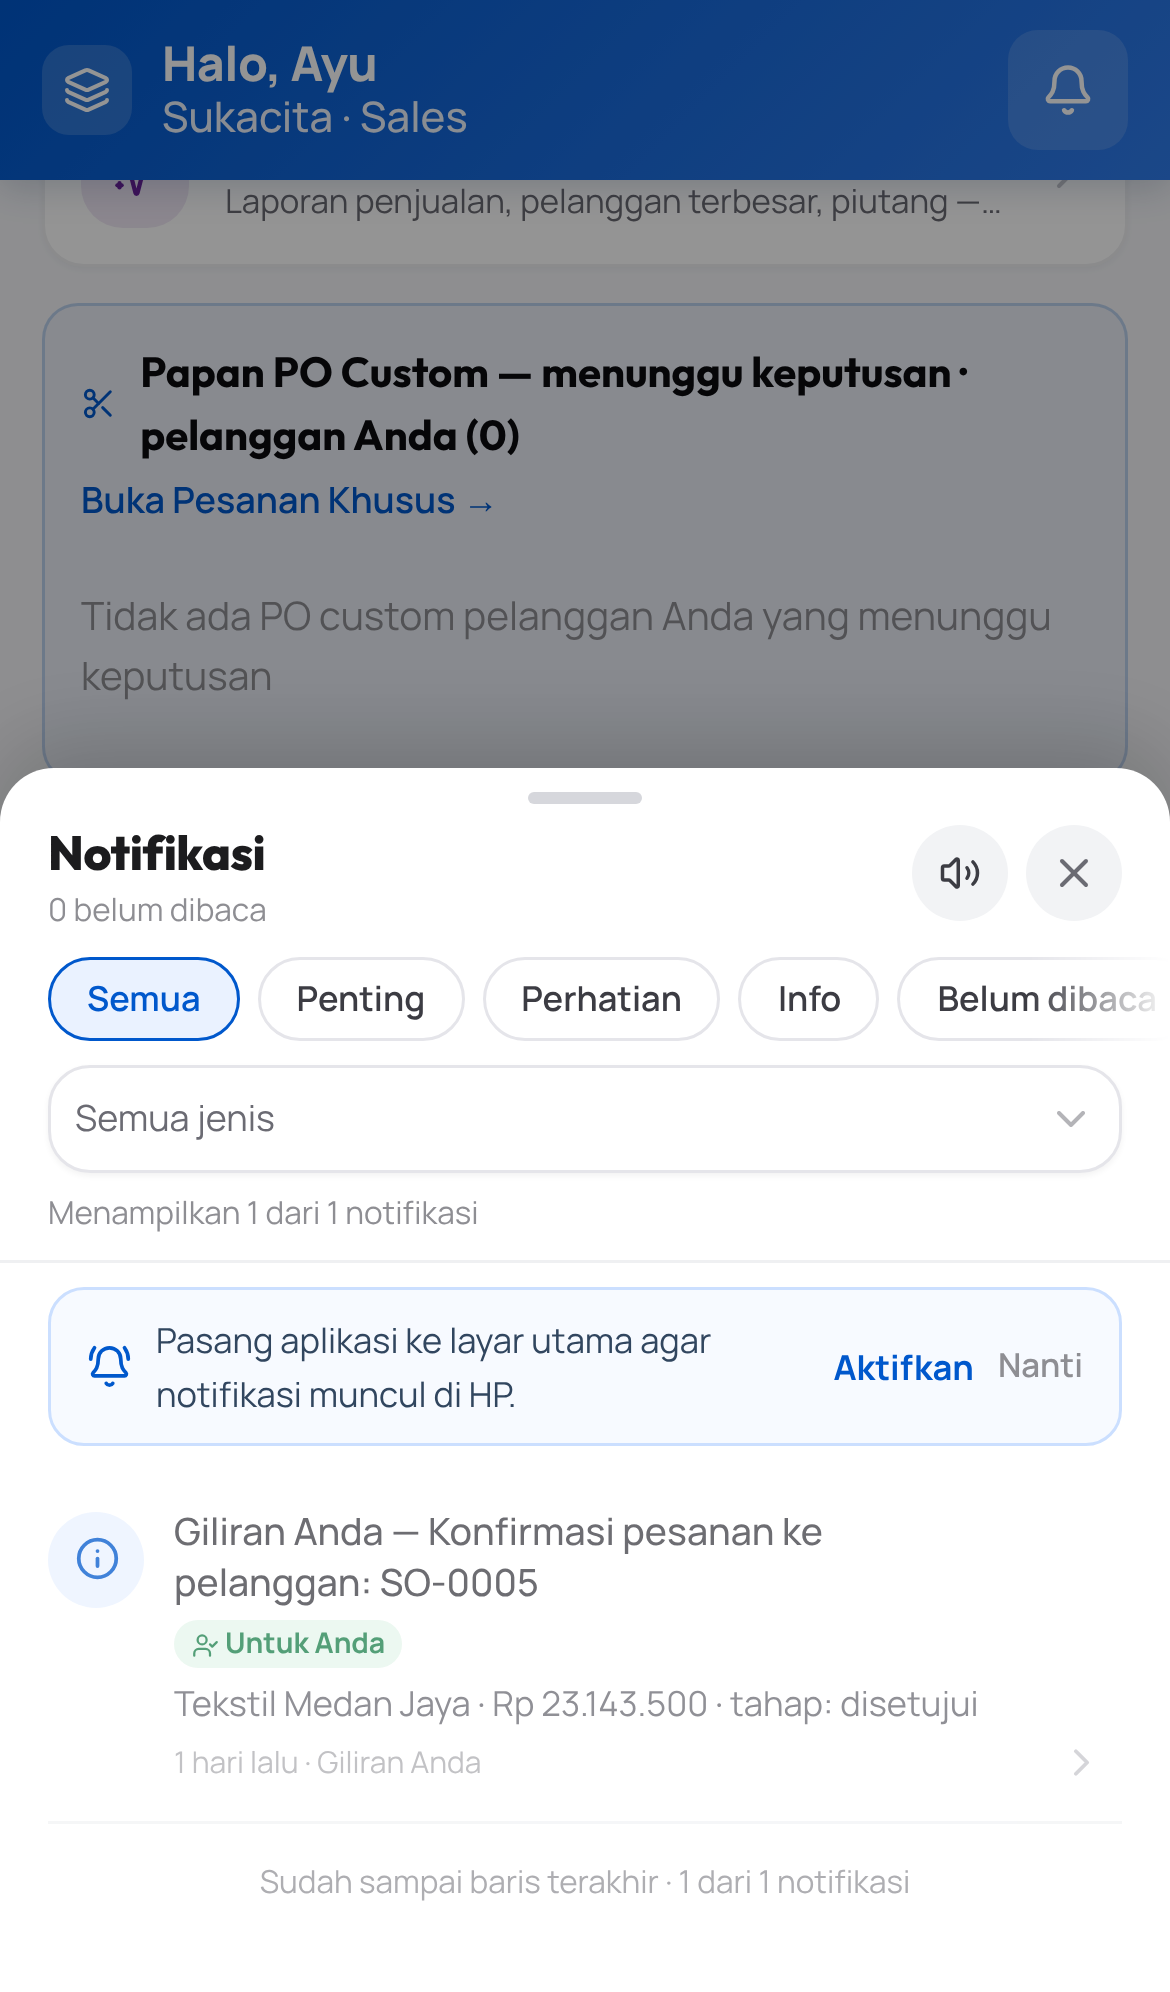 Halo, Ayu
Sukacita · Sales
Laporan penjualan, pelanggan terbesar, piutang —...
Papan PO Custom — menunggu keputusan ·
pelanggan Anda (0)
Buka Pesanan Khusus →
Tidak ada PO custom pelanggan Anda yang menunggu
keputusan
Notifikasi
0 belum dibaca
Semua
Penting
Perhatian
Info
Belum dibaca
Semua jenis
Menampilkan 1 dari 1 notifikasi
Pasang aplikasi ke layar utama agar
notifikasi muncul di HP.
Aktifkan
Nanti
Giliran Anda — Konfirmasi pesanan ke
pelanggan: SO-0005
Untuk Anda
Tekstil Medan Jaya · Rp 23.143.500 · tahap: disetujui
1 hari lalu · Giliran Anda
Sudah sampai baris terakhir · 1 dari 1 notifikasi